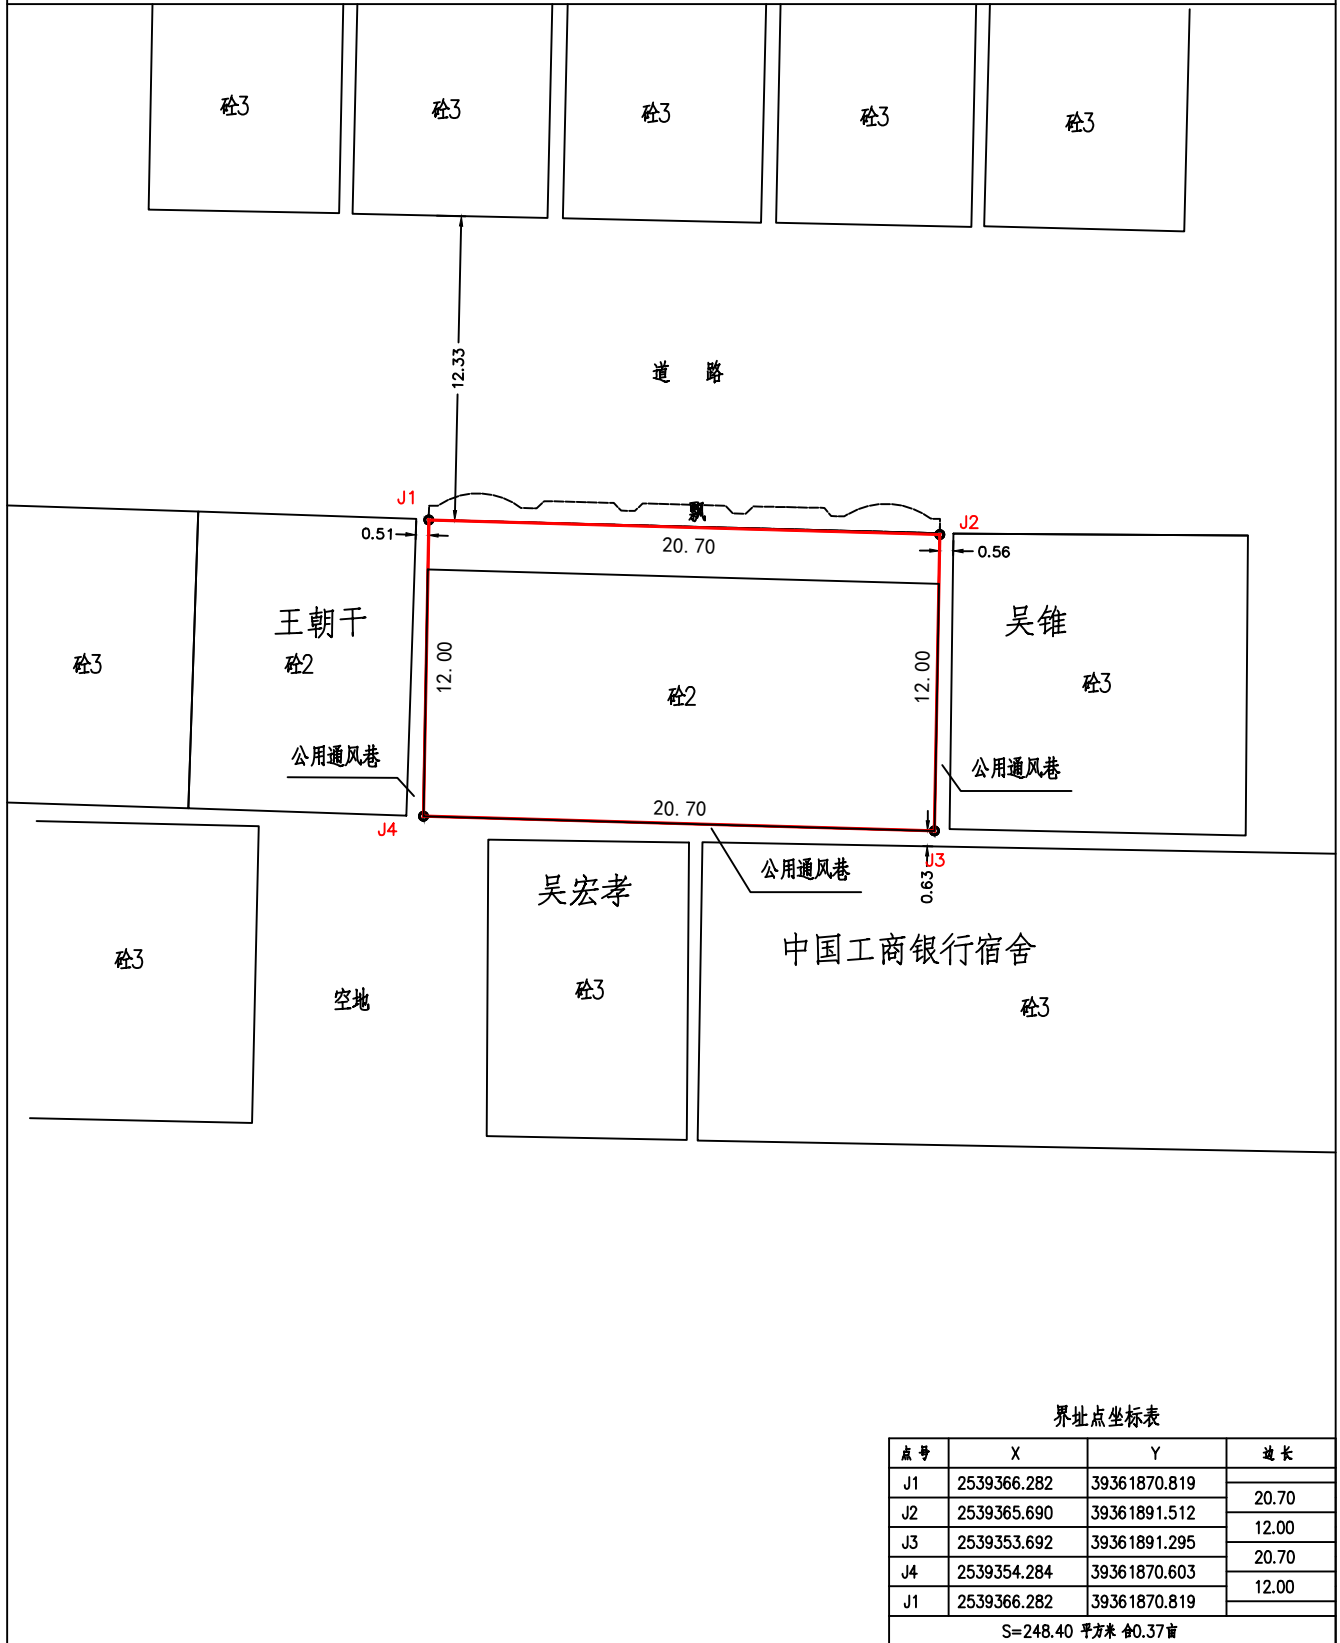 砼3 砼3 砼3 砼3 砼3
12.33
道 路
J1
飘
J2
0.51
20.70
0.56
王朝干
吴锥
砼3
砼2
12.00
砼2
12.00
砼3
公用通风巷
公用通风巷
20.70
J4
J3
公用通风巷
0.63
吴宏孝
中国工商银行宿舍
砼3
空地
砼3
砼3
界址点坐标表
点号 X Y 边长
J1 2539366.282 39361870.819
20.70
J2 2539365.690 39361891.512
12.00
J3 2539353.692 39361891.295
20.70
J4 2539354.284 39361870.603
12.00
J1 2539366.282 39361870.819
S=248.40 平方米 合0.37亩